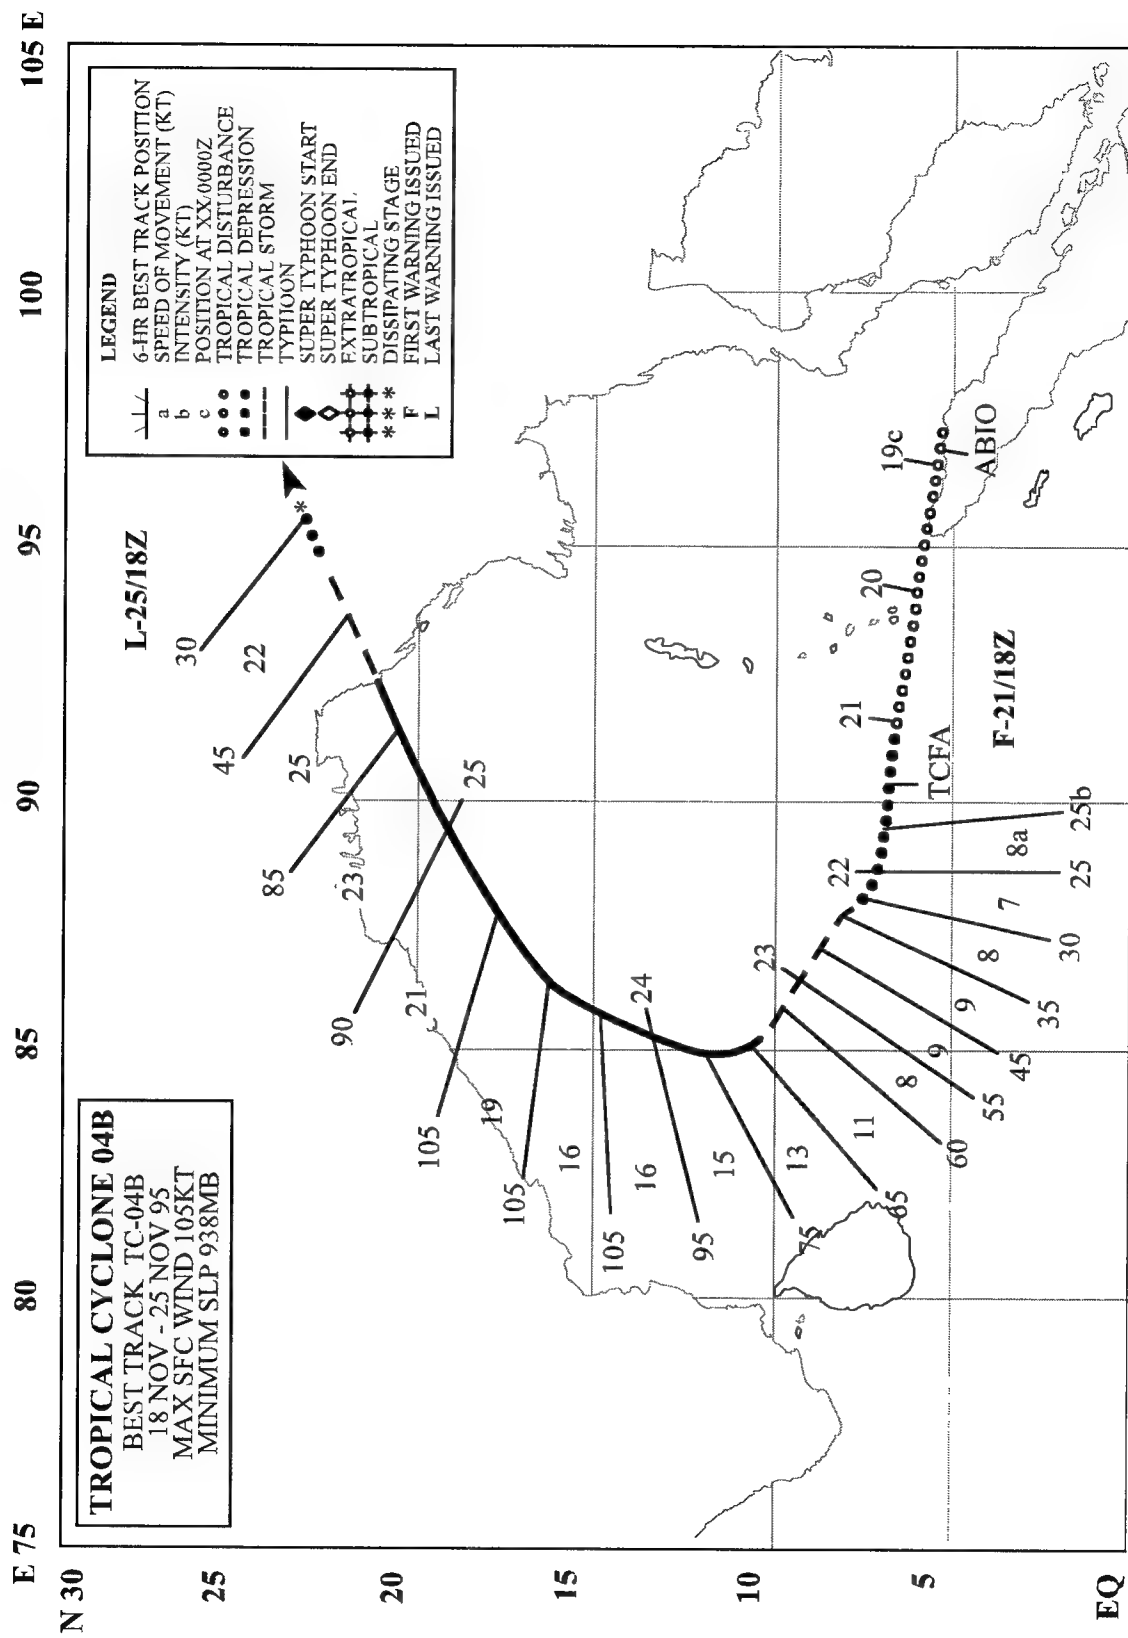 TROPICAL CYCLONE 04B
BEST TRACK TC-04B
18 NOV - 25 NOV 95
MAX SFC WIND 105KT
MINIMUM SLP 938MB
LEGEND
6-HR BEST TRACK POSITION
a SPEED OF MOVEMENT (KT)
b INTENSITY (KT)
c POSITION AT XX/0000Z
TROPICAL DISTURBANCE
TROPICAL DEPRESSION
TROPICAL STORM
TYPHOON
SUPER TYPHOON START
SUPER TYPHOON END
EXTRATROPICAL
SUBTROPICAL
*** DISSIPATING STAGE
F FIRST WARNING ISSUED
L LAST WARNING ISSUED
E 75
80
85
90
95
100
105 E
N 30
25
20
15
10
5
EQ
L-25/18Z
30
22
45
25
85
23
25
90
21
105
19
105
16
105
16
24
95
15
75
13
65
11
60
8
23
55
9
45
9
35
8
30
7
22
25
8a
25b
TCFA
F-21/18Z
21
20
19c
ABIO
*